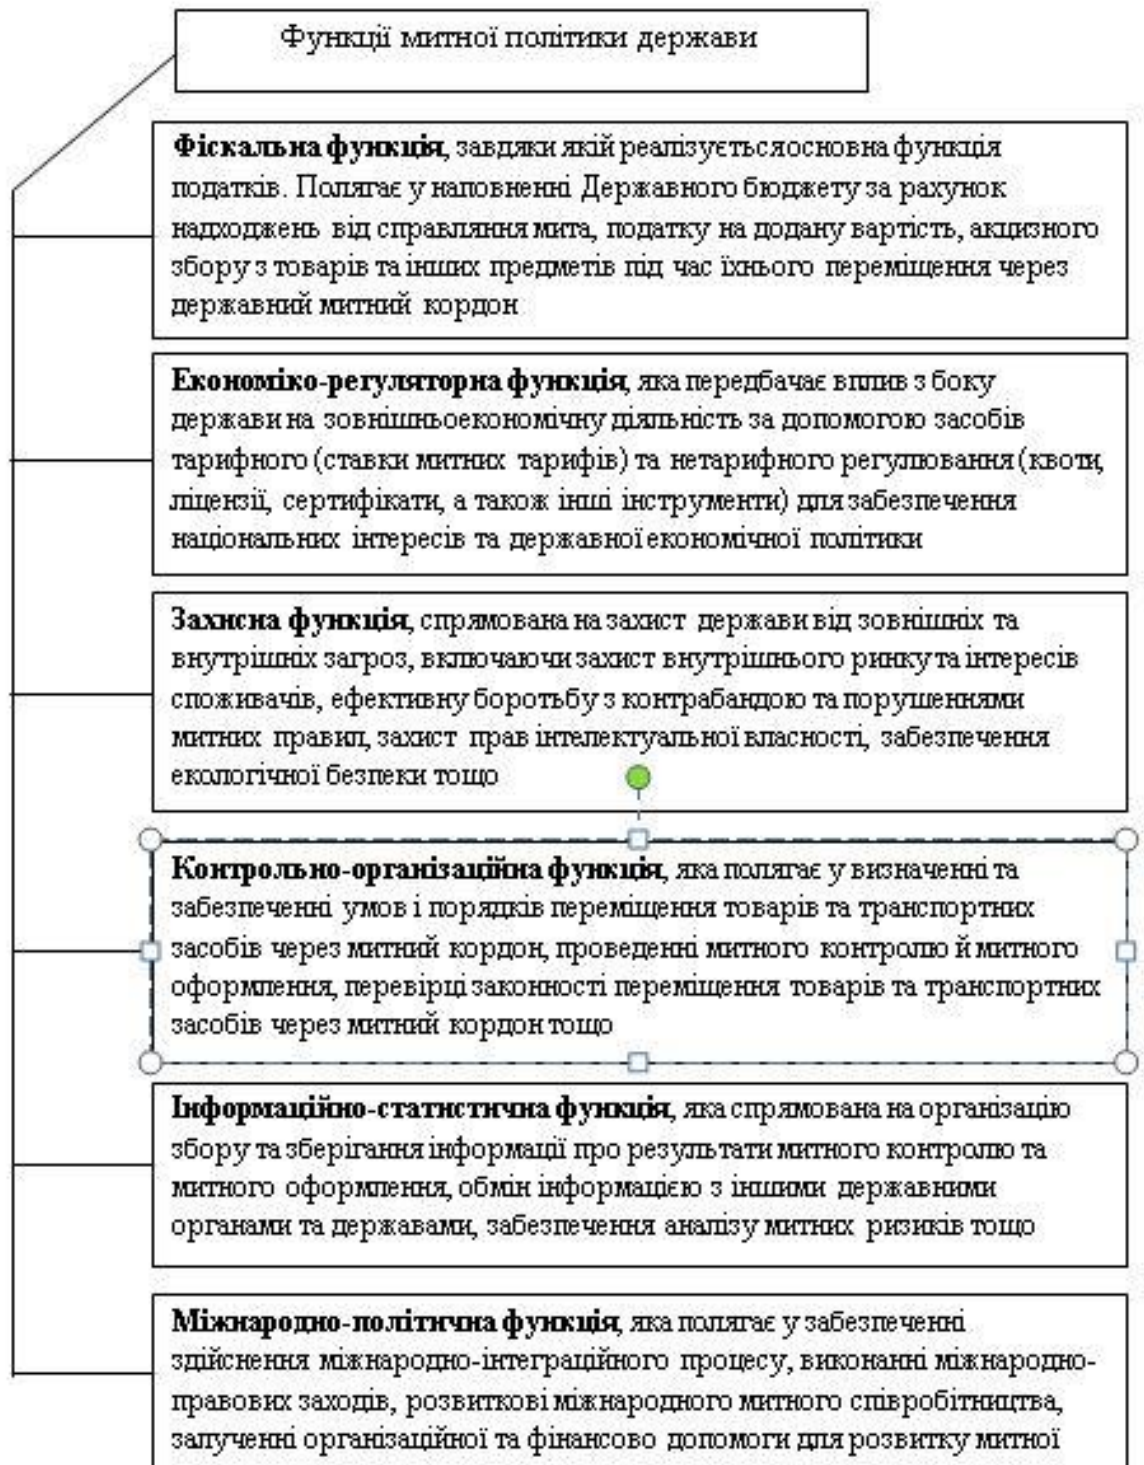 Функції митної політики держави
Фіскальна функція, завдяки якій реалізується основна функція
податків. Полягає у наповненні Державного бюджету за рахунок
надходжень від справляння мита, податку на додану вартість, акцизного
збору з товарів та інших предметів під час їхнього переміщення через
державний митний кордон
Економіко-регуляторна функція, яка передбачає вплив з боку
держави на зовнішньоекономічну діяльність за допомогою засобів
тарифного (ставки митних тарифів) та нетарифного регулювання (квоти,
ліцензії, сертифікати, а також інші інструменти) для забезпечення
національних інтересів та державної економічної політики
Захисна функція, спрямована на захист держави від зовнішніх та
внутрішніх загроз, включаючи захист внутрішнього ринку та інтересів
споживачів, ефективну боротьбу з контрабандою та порушеннями
митних правил, захист прав інтелектуальної власності, забезпечення
екологічної безпеки тощо
Контрольно-організаційна функція, яка полягає у визначенні та
забезпеченні умов і порядків переміщення товарів та транспортних
засобів через митний кордон, проведенні митного контролю й митного
оформлення, перевірці законності переміщення товарів та транспортних
засобів через митний кордон тощо
Інформаційно-статистична функція, яка спрямована на організацію
збору та зберігання інформації про результати митного контролю та
митного оформлення, обмін інформацією з іншими державними
органами та державами, забезпечення аналізу митних ризиків тощо
Міжнародно-політична функція, яка полягає у забезпеченні
здійснення міжнародно-інтеграційного процесу, виконанні міжнародно-
правових заходів, розвиткові міжнародного митного співробітництва,
залученні організаційної та фінансово допомоги для розвитку митної